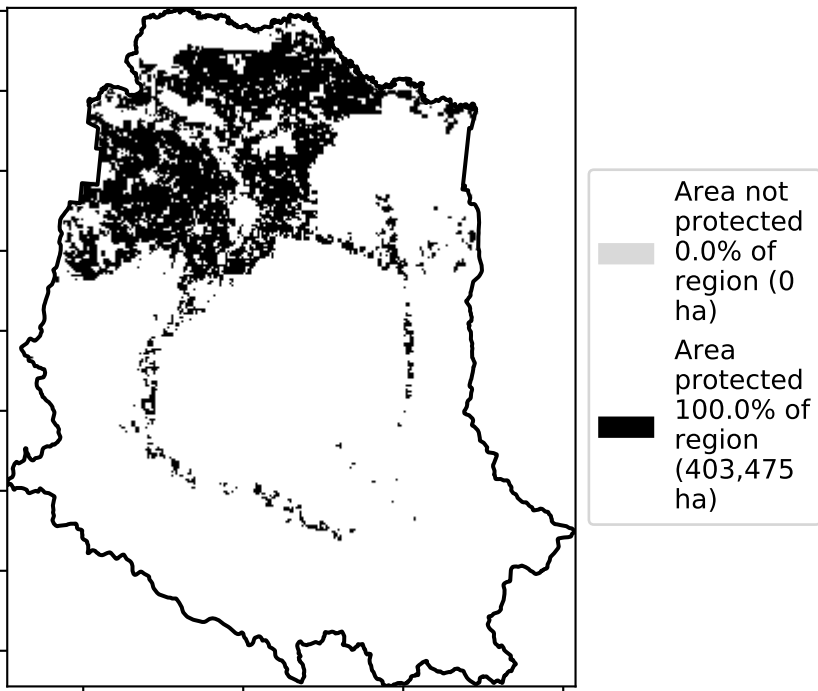 Area not
protected
0.0% of
region (0
ha)
Area
protected
100.0% of
region
(403,475
ha)